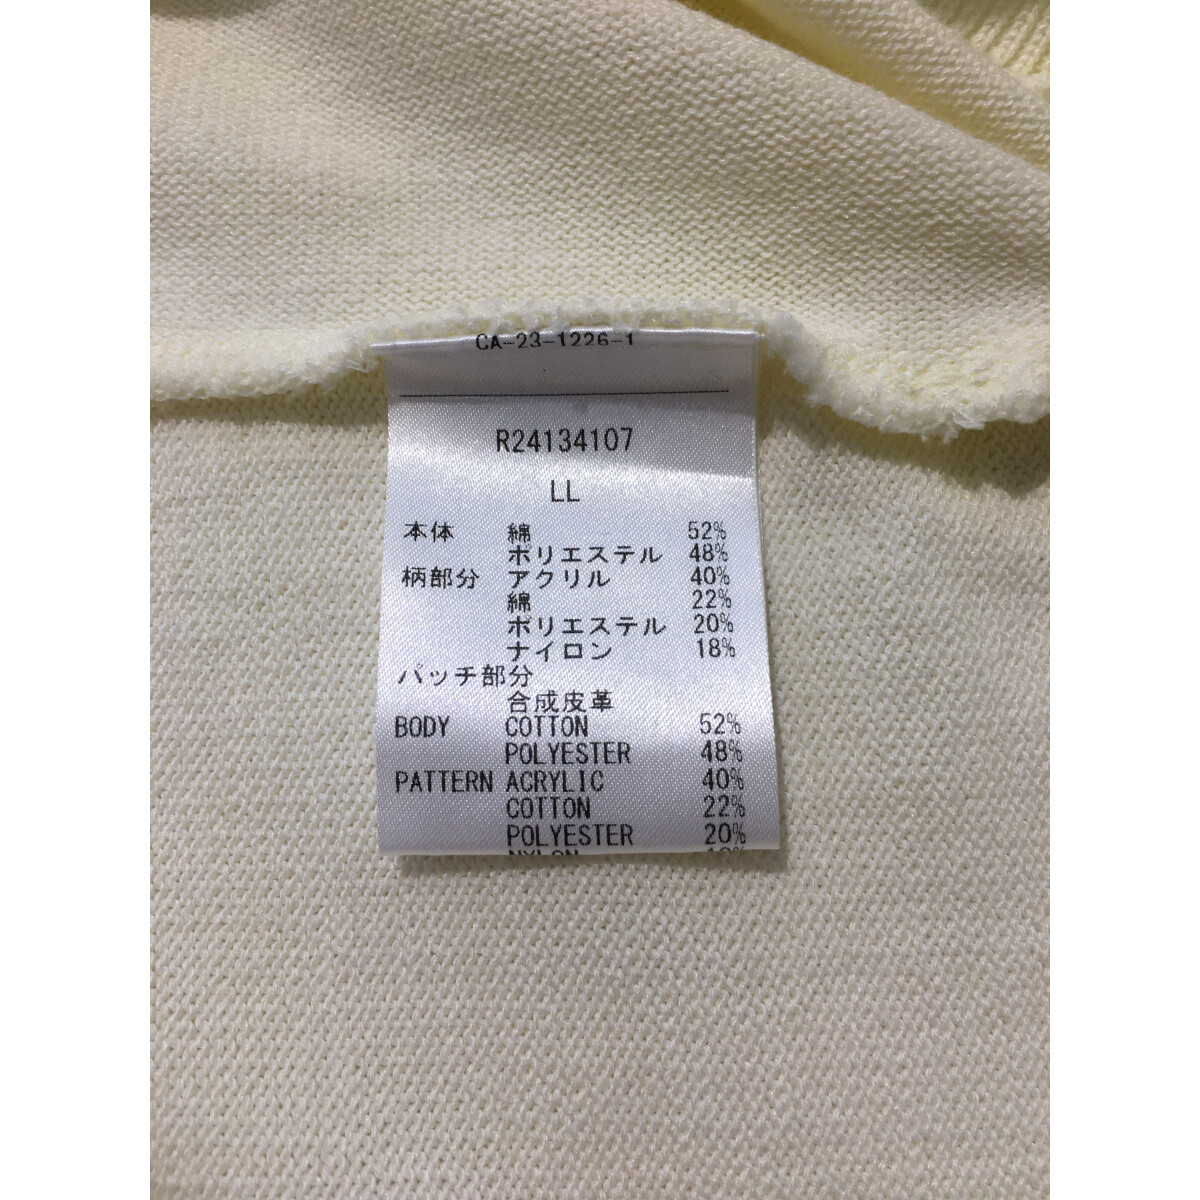 CA-23-1226-1
R24134107
LL
本体 綿 52%
ポリエステル 48%
柄部分 アクリル 40%
綿 22%
ポリエステル 20%
ナイロン 18%
パッチ部分
合成皮革
BODY COTTON 52%
POLYESTER 48%
PATTERN ACRYLIC 40%
COTTON 22%
POLYESTER 20%
NYLON